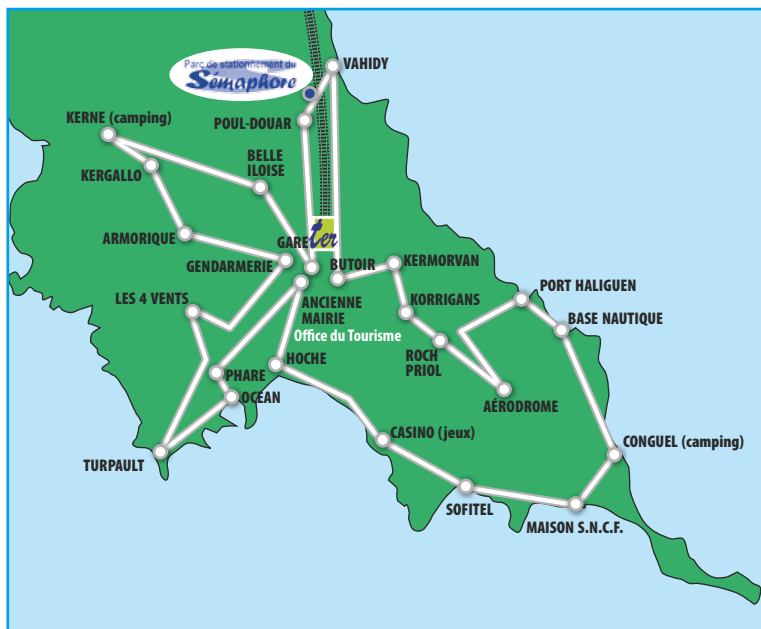 Parc de stationnement du
Sémaphore
VAHIDY
POUL-DOUAR
KERNE (camping)
KERGALLO
BELLE
ILOISE
ARMORIQUE
GENDARMERIE
GARE
ter
BUTOIR
KERMORVAN
LES 4 VENTS
ANCIENNE
MAIRIE
KORRIGANS
PORT HALIGUEN
BASE NAUTIQUE
Office du Tourisme
HOCHE
ROCH
PRIOL
PHARE
OCÉAN
AÉRODROME
TURPAULT
CASINO (jeux)
CONGUEL (camping)
SOFITEL
MAISON S.N.C.F.